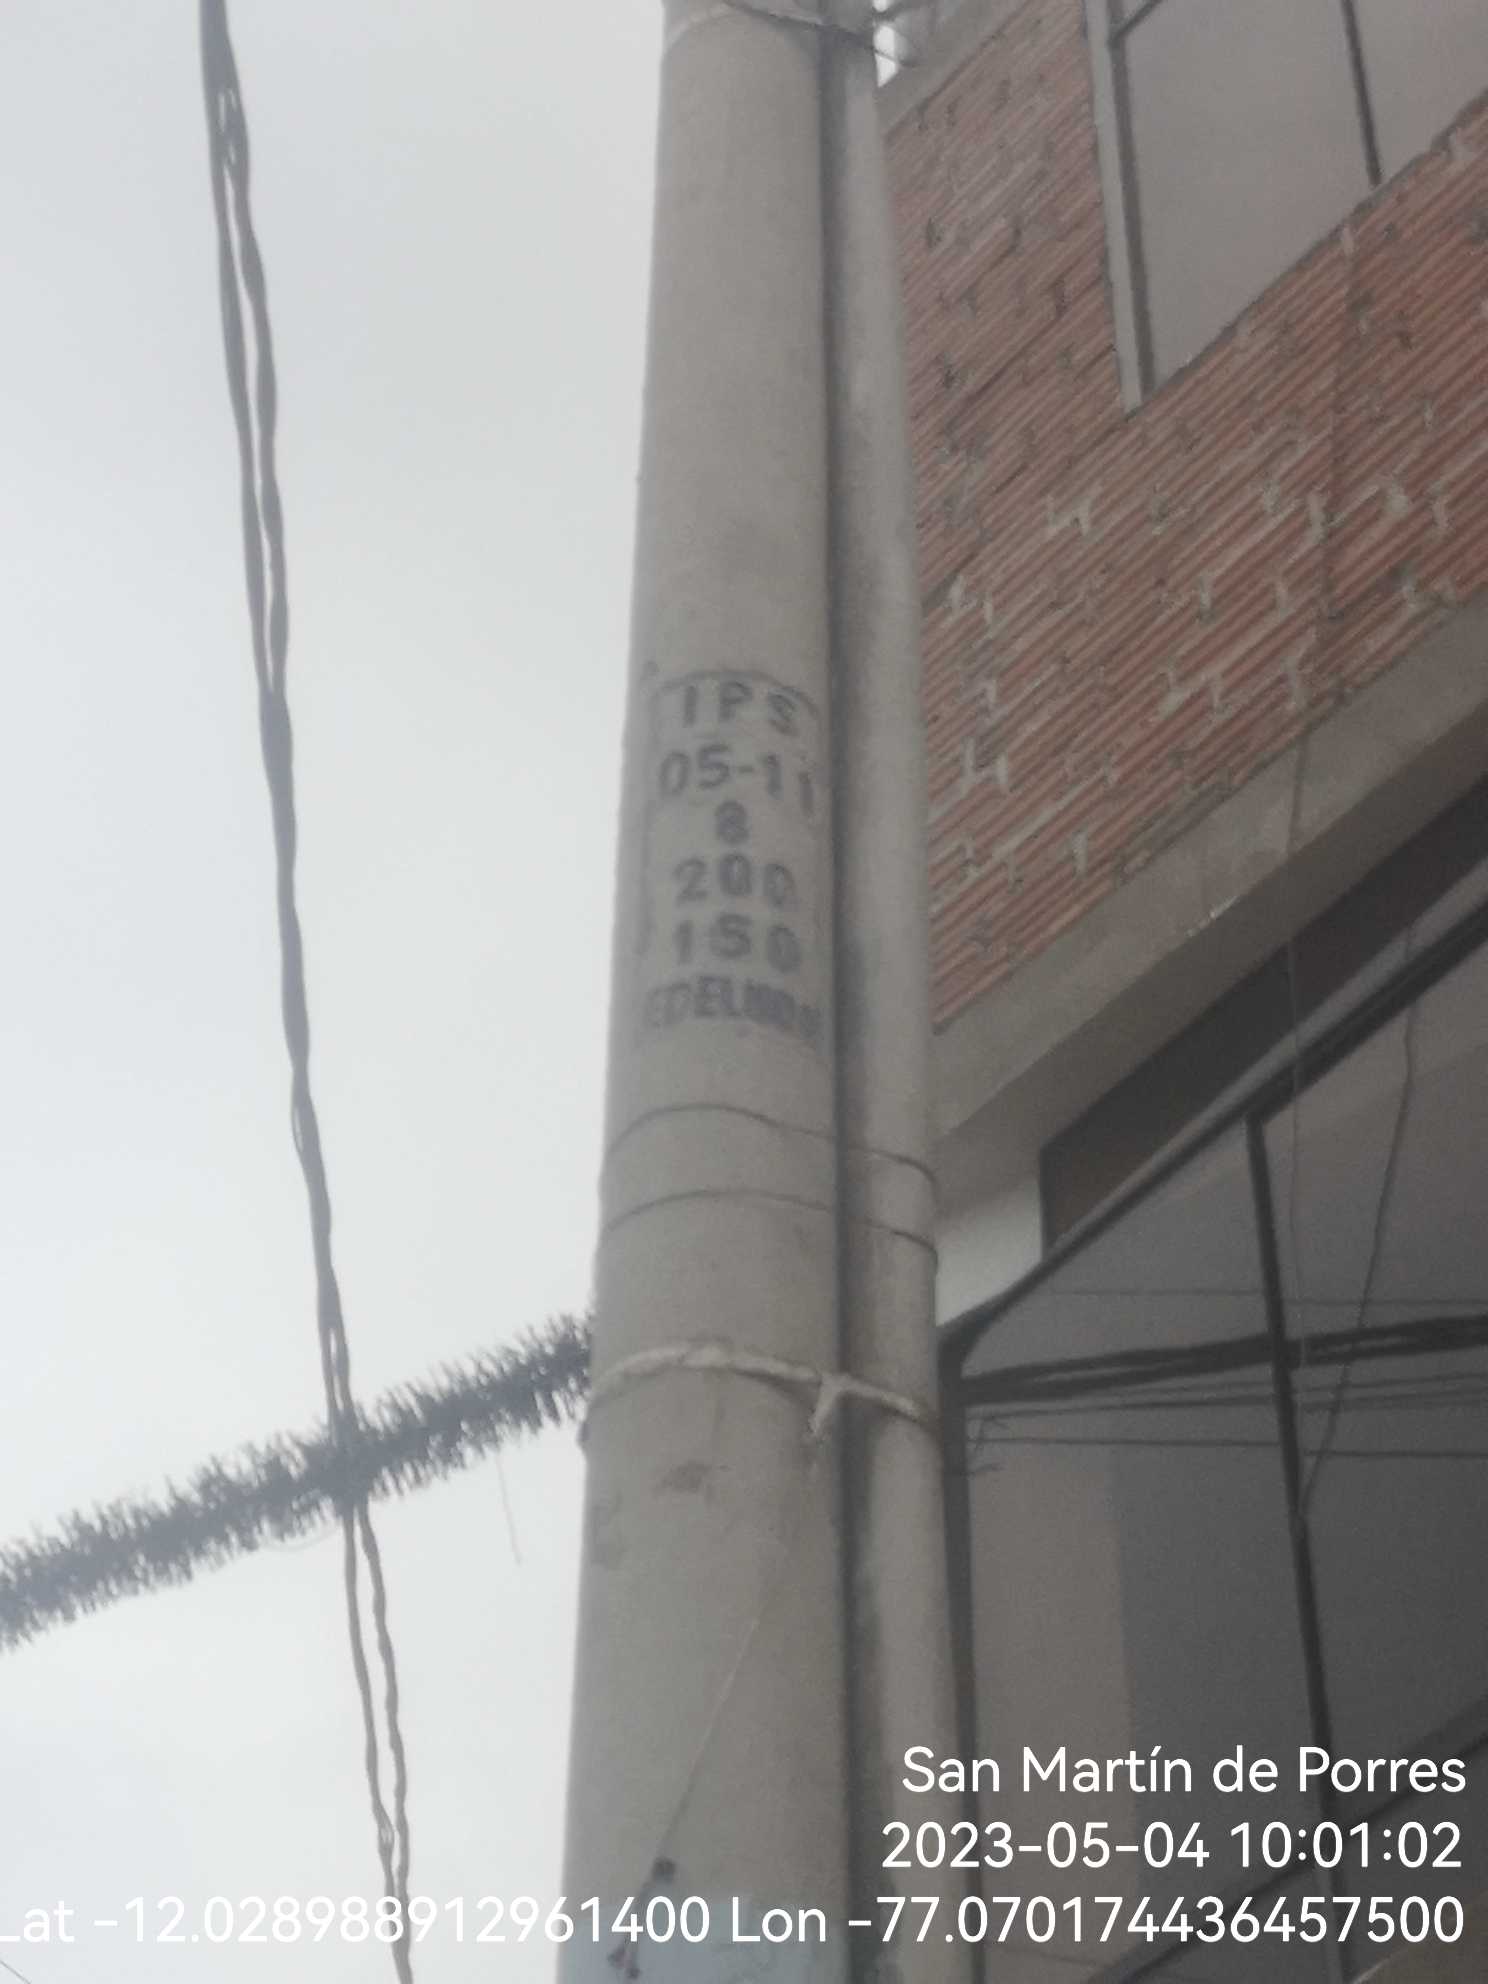 IPS
05-11
8
200
150
EDELNOR
San Martín de Porres
2023-05-04 10:01:02
Lat -12.028988912961400 Lon -77.070174436457500